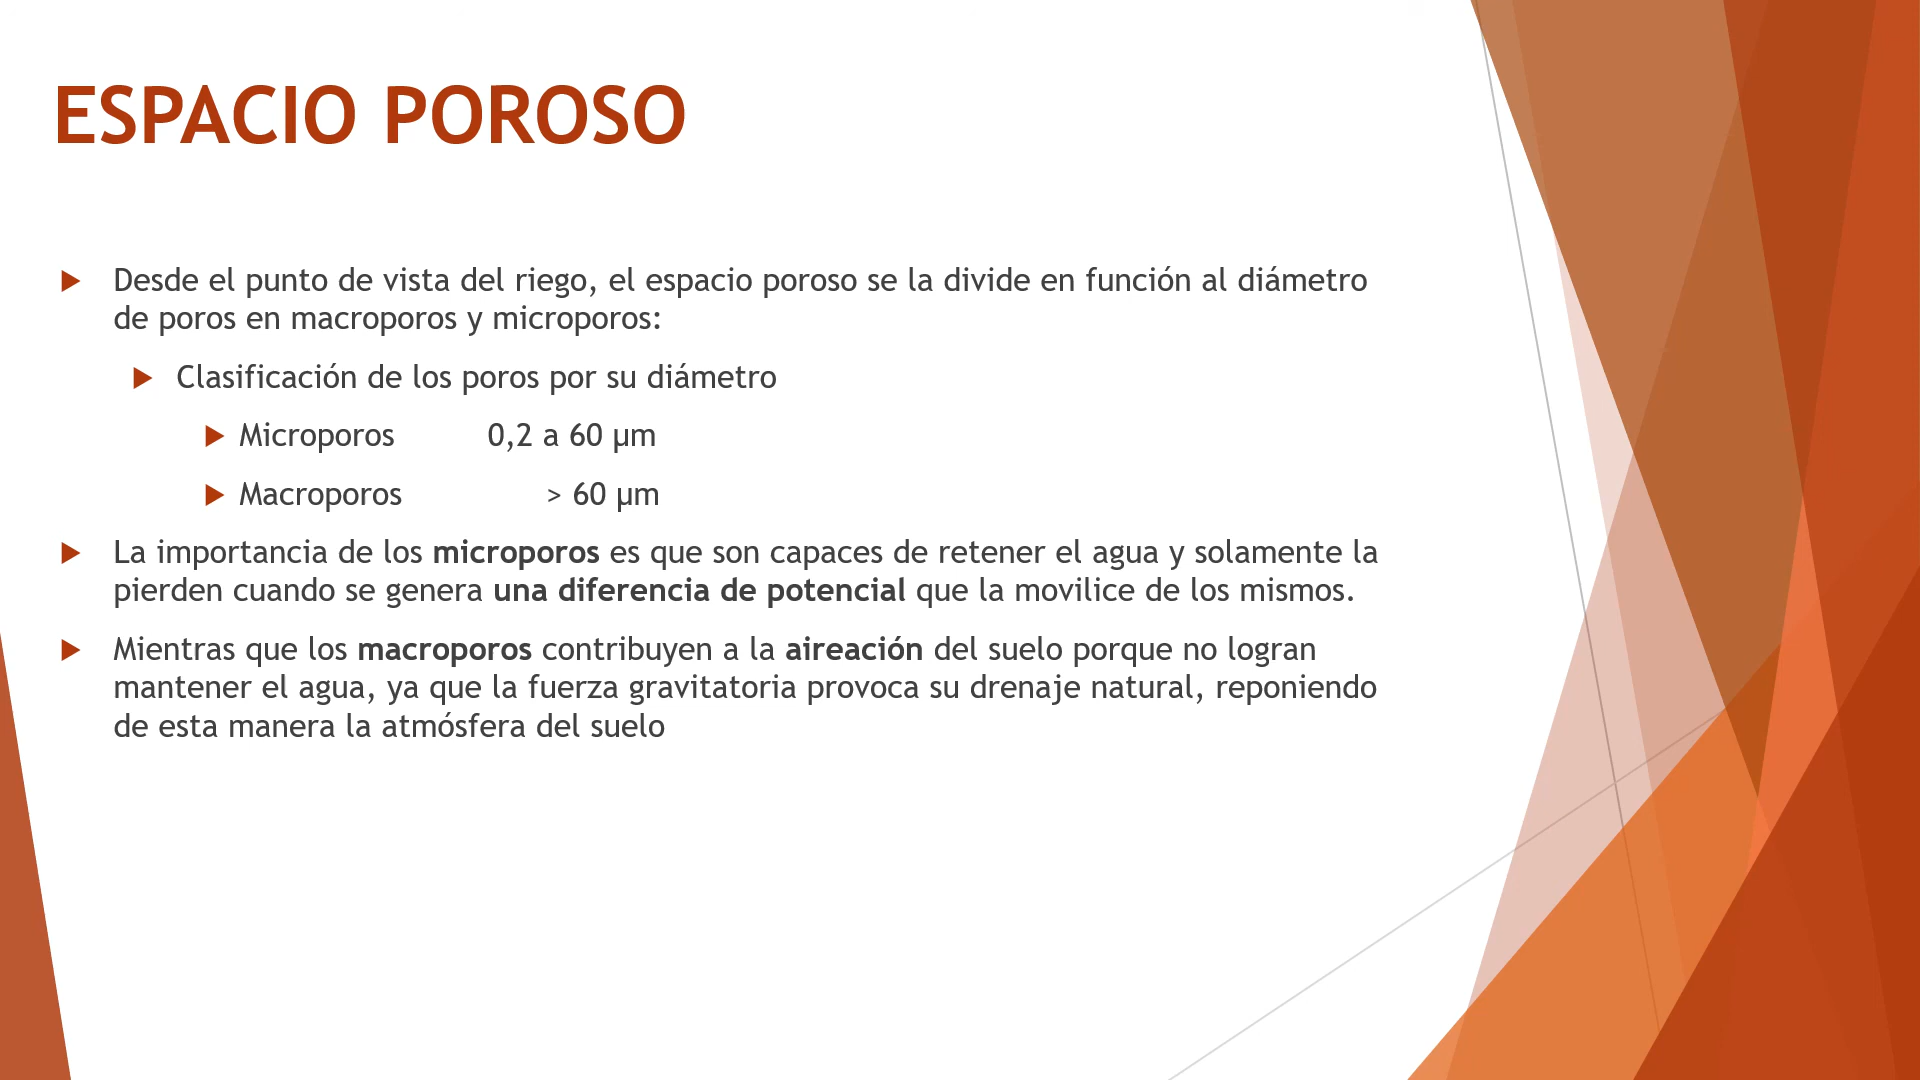 ESPACIO POROSO
Desde el punto de vista del riego, el espacio poroso se la divide en función al diámetro
de poros en macroporos y microporos:
Clasificación de los poros por su diámetro
Microporos 0,2 a 60 µm
Macroporos > 60 µm
La importancia de los microporos es que son capaces de retener el agua y solamente la
pierden cuando se genera una diferencia de potencial que la movilice de los mismos.
Mientras que los macroporos contribuyen a la aireación del suelo porque no logran
mantener el agua, ya que la fuerza gravitatoria provoca su drenaje natural, reponiendo
de esta manera la atmósfera del suelo